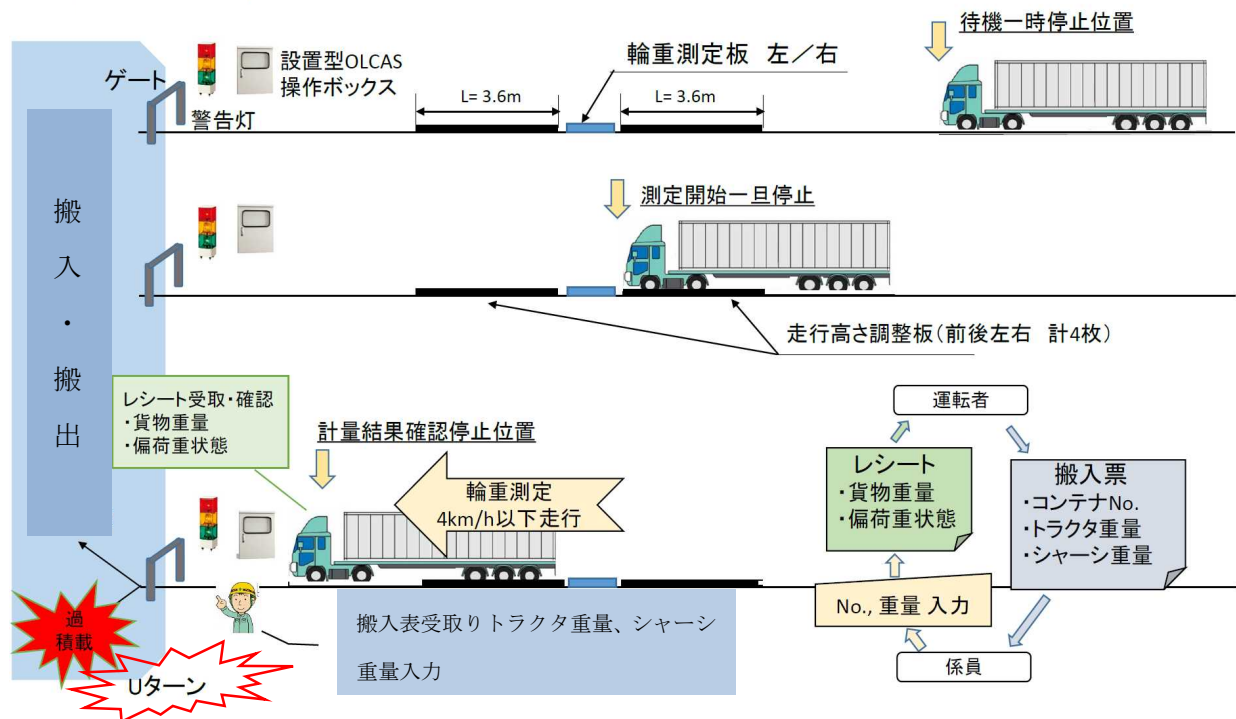 待機一時停止位置
ゲート
設置型OLCAS
操作ボックス
輪重測定板 左／右
L= 3.6m
L= 3.6m
警告灯
搬入・搬出
測定開始一旦停止
走行高さ調整板（前後左右 計4枚）
レシート受取・確認
・貨物重量
・偏荷重状態
計量結果確認停止位置
輪重測定
4km/h以下走行
運転者
レシート
・貨物重量
・偏荷重状態
搬入票
・コンテナNo.
・トラクタ重量
・シャーシ重量
No., 重量 入力
係員
過
積載
Uターン
搬入表受取りトラクタ重量、シャーシ
重量入力